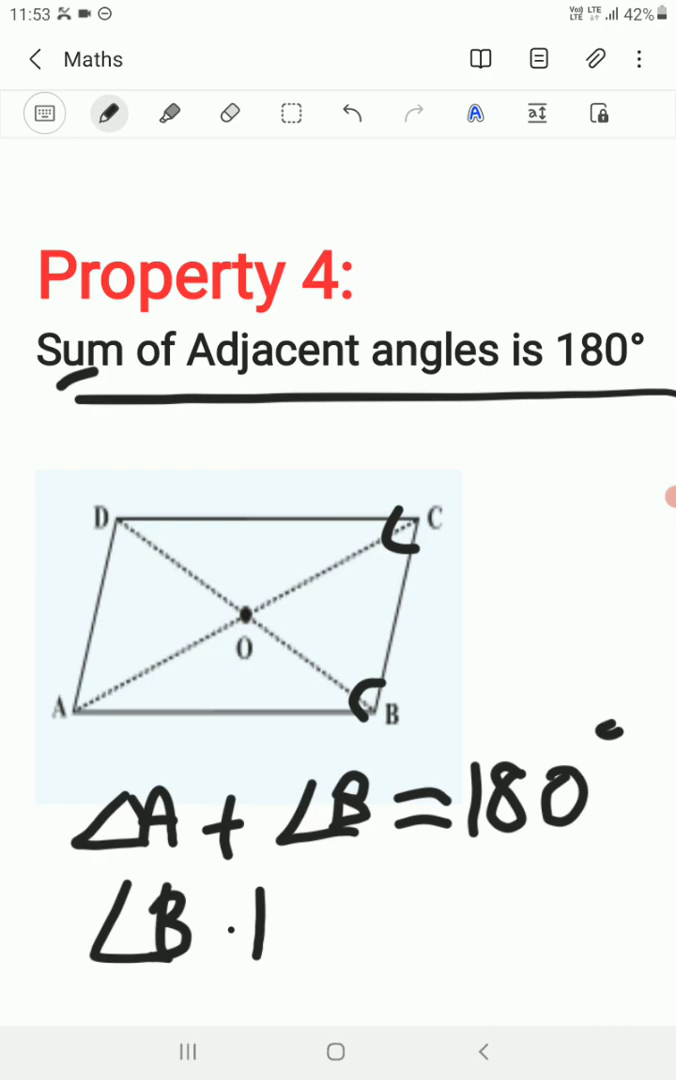 11:53 42%
Maths
Property 4:
Sum of Adjacent angles is 180°
D C
O
A B
∠A + ∠B = 180°
∠B · |